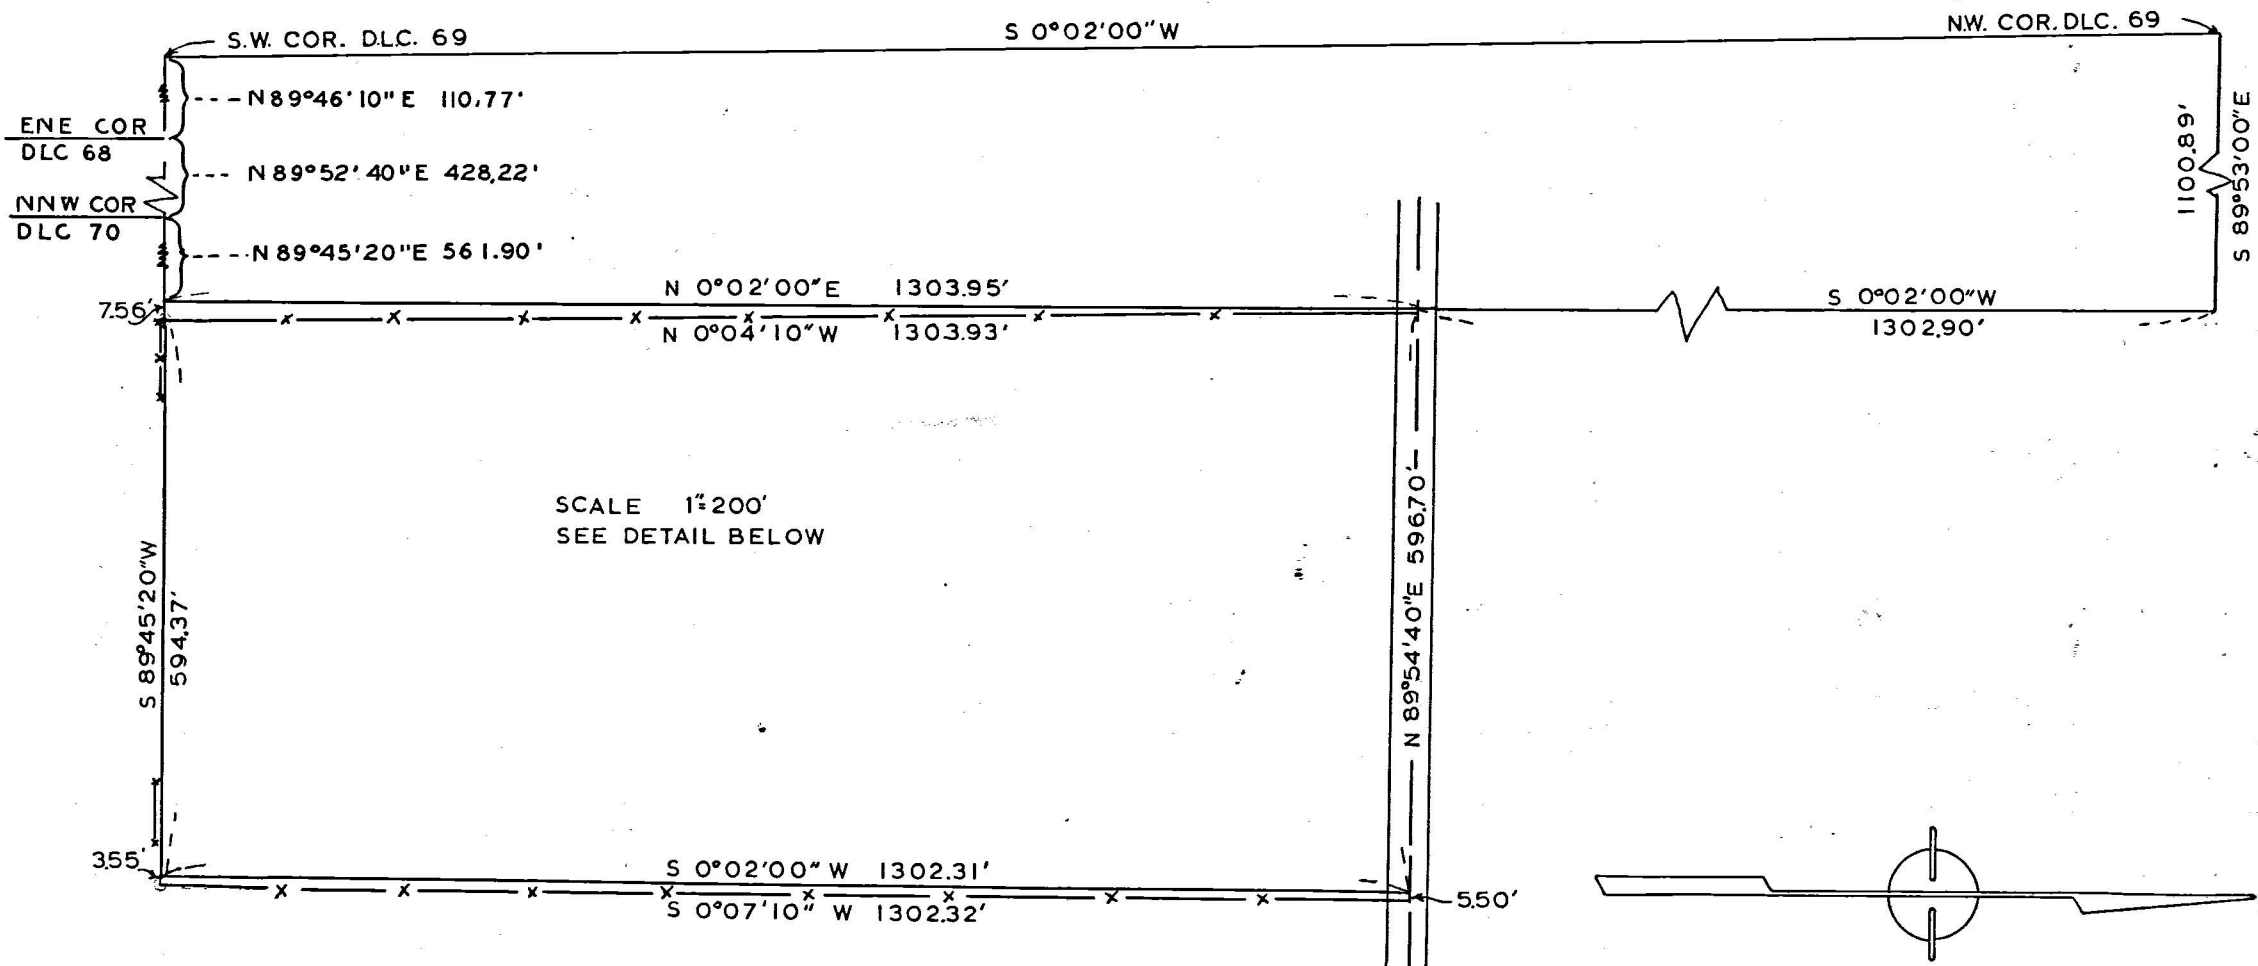 S 0°02'00"W
S.W. COR. D.L.C. 69
N.W. COR. DLC. 69
N 89°46'10"E 110.77'
ENE COR
DLC 68
N 89°52'40"E 428.22'
NNW COR
DLC 70
N 89°45'20"E 561.90'
1100.89'
S 89°53'00"E
7.56'
N 0°02'00"E 1303.95'
N 0°04'10"W 1303.93'
S 0°02'00"W
1302.90'
SCALE 1"=200'
SEE DETAIL BELOW
S 89°45'20"W
594.37'
N 89°54'40"E 596.70'
3.55'
S 0°02'00" W 1302.31'
S 0°07'10" W 1302.32'
5.50'